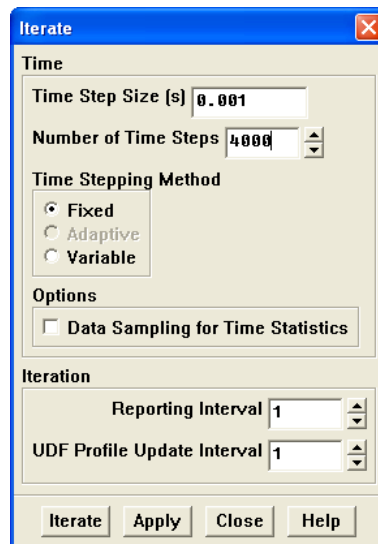 Iterate
Time
Time Step Size (s) 0.001
Number of Time Steps 4000
Time Stepping Method
Fixed
Adaptive
Variable
Options
Data Sampling for Time Statistics
Iteration
Reporting Interval 1
UDF Profile Update Interval 1
Iterate Apply Close Help